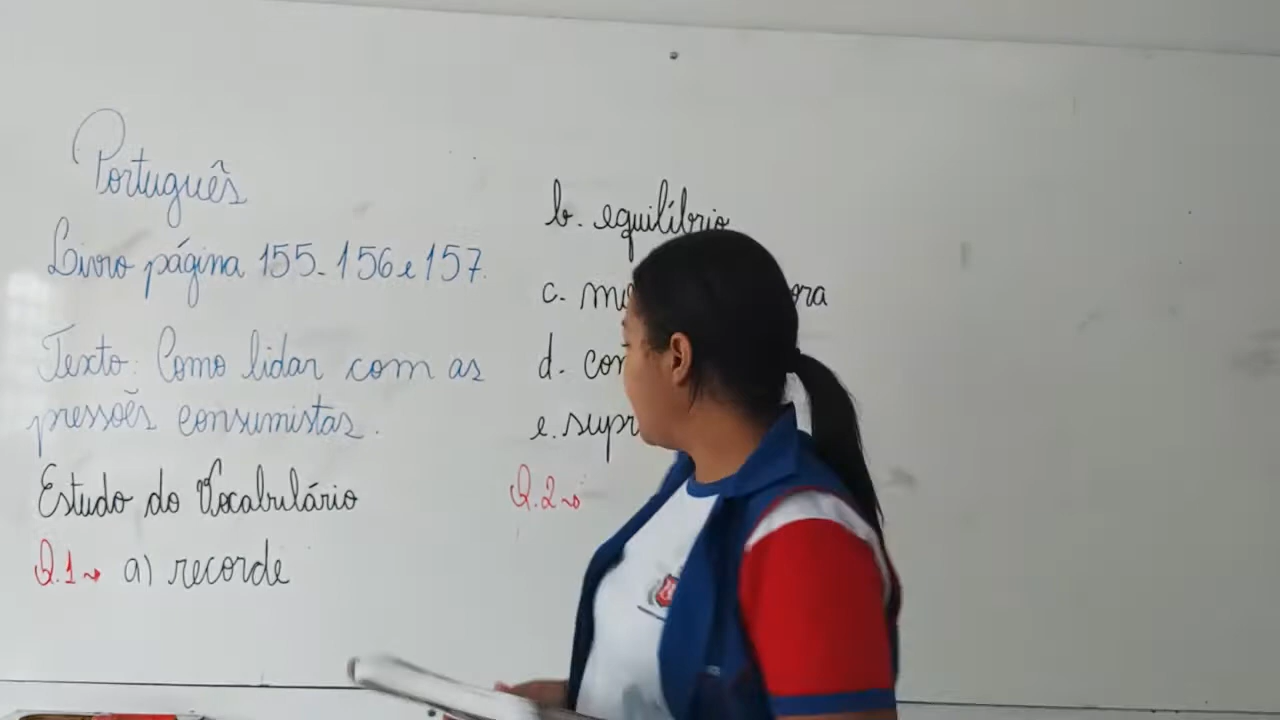 Português
Livro página 155-156 e 157.
Texto: Como lidar com as
pressões consumistas.
Estudo do Vocabulário
Q.1→ a) recorde
b. equilíbrio
c.
d.
e.
Q.2→